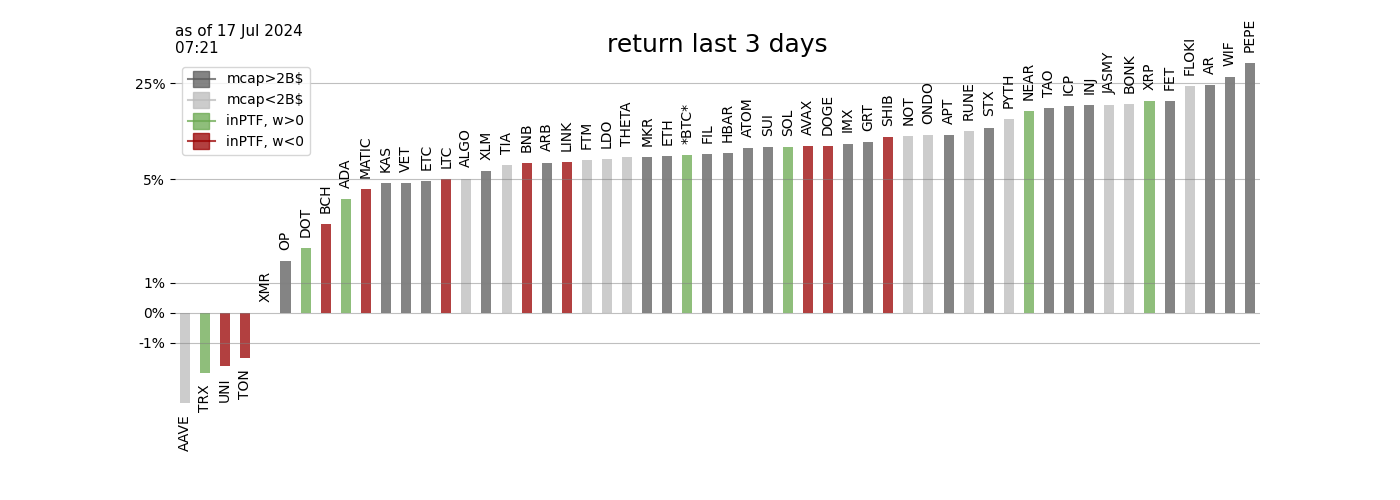 as of 17 Jul 2024
07:21
return last 3 days
mcap>2B$
mcap<2B$
inPTF, w>0
inPTF, w<0
25%
5%
1%
0%
-1%
AAVE
TRX
UNI
TON
XMR
OP
DOT
BCH
ADA
MATIC
KAS
VET
ETC
LTC
ALGO
XLM
TIA
BNB
ARB
LINK
FTM
LDO
THETA
MKR
ETH
*BTC*
FIL
HBAR
ATOM
SUI
SOL
AVAX
DOGE
IMX
GRT
SHIB
NOT
ONDO
APT
RUNE
STX
PYTH
NEAR
TAO
ICP
INJ
JASMY
BONK
XRP
FET
FLOKI
AR
WIF
PEPE